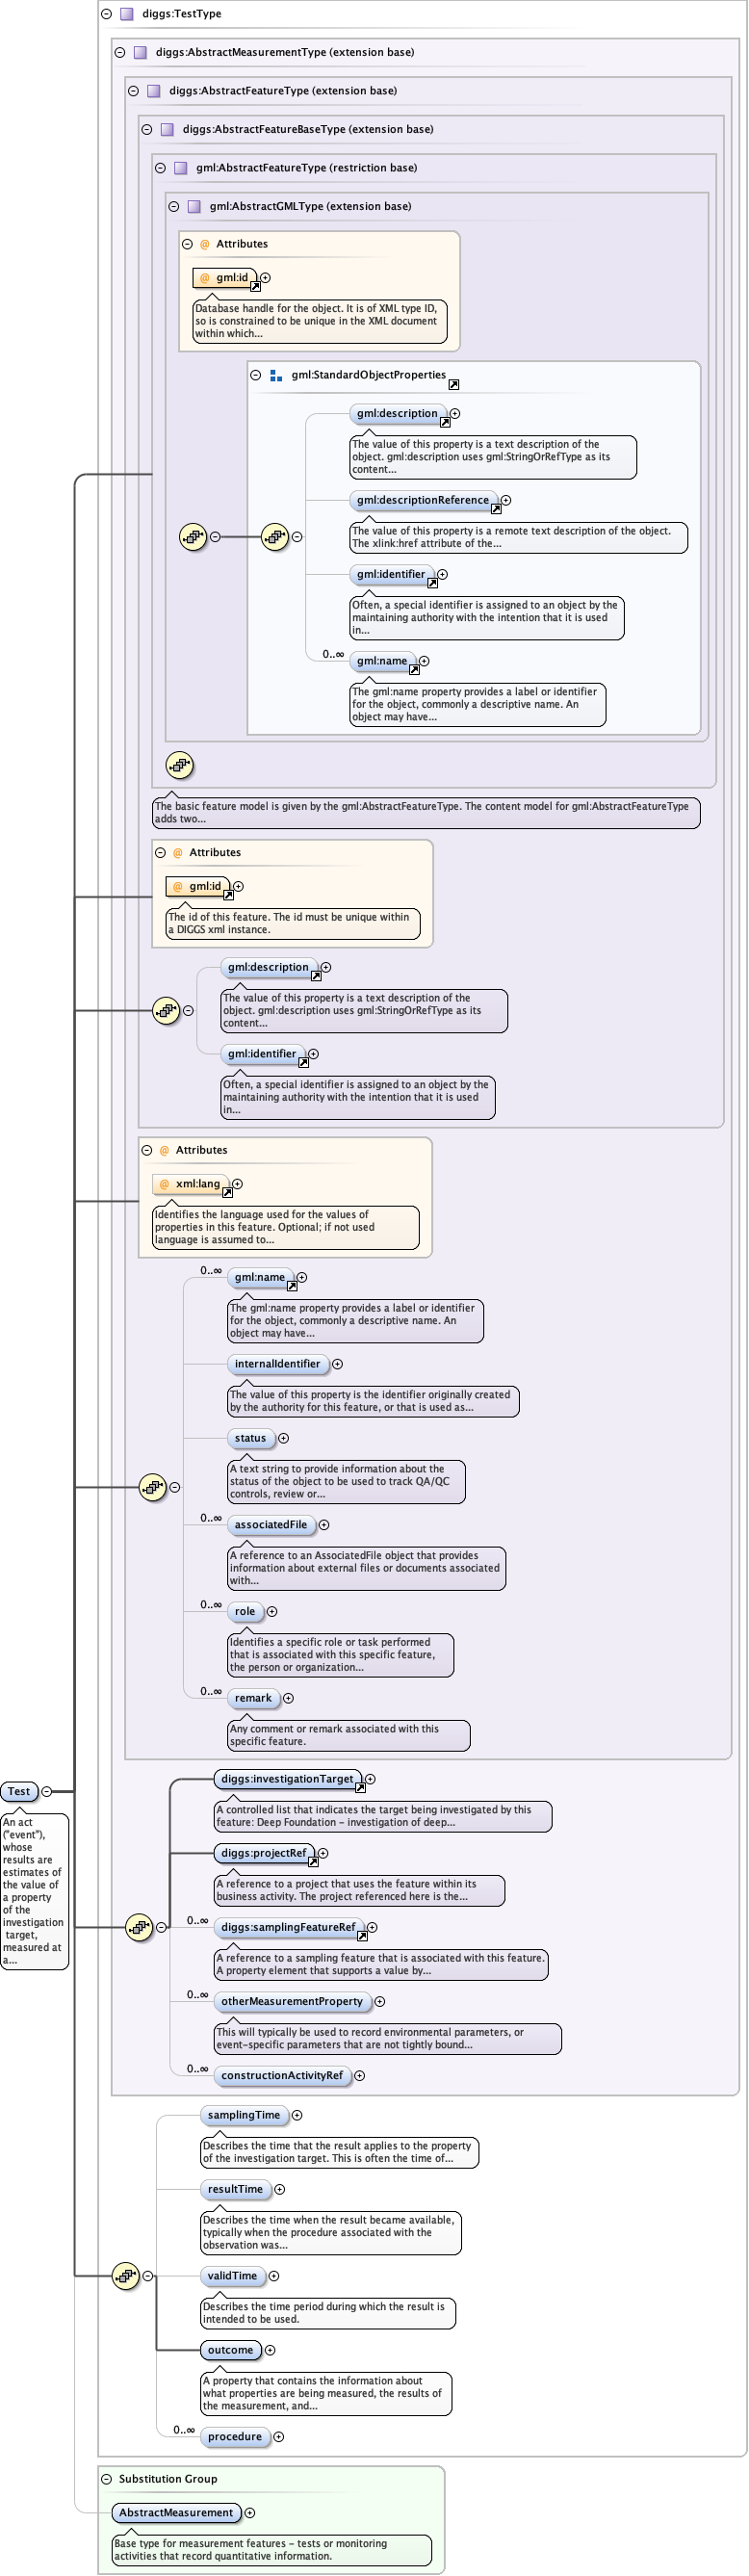 diggs:TestType
diggs:AbstractMeasurementType (extension base)
diggs:AbstractFeatureType (extension base)
diggs:AbstractFeatureBaseType (extension base)
gml:AbstractFeatureType (restriction base)
gml:AbstractGMLType (extension base)
@ Attributes
@ gml:id
Database handle for the object. It is of XML type ID,
so is constrained to be unique in the XML document
within which...
gml:StandardObjectProperties
gml:description
The value of this property is a text description of the
object. gml:description uses gml:StringOrRefType as its
content...
gml:descriptionReference
The value of this property is a remote text description of the object.
The xlink:href attribute of the...
gml:identifier
Often, a special identifier is assigned to an object by the
maintaining authority with the intention that it is used
in...
0..∞
gml:name
The gml:name property provides a label or identifier
for the object, commonly a descriptive name. An
object may have...
The basic feature model is given by the gml:AbstractFeatureType. The content model for gml:AbstractFeatureType
adds two...
@ Attributes
@ gml:id
The id of this feature. The id must be unique within
a DIGGS xml instance.
gml:description
The value of this property is a text description of the
object. gml:description uses gml:StringOrRefType as its
content...
gml:identifier
Often, a special identifier is assigned to an object by the
maintaining authority with the intention that it is used
in...
@ Attributes
@ xml:lang
Identifies the language used for the values of
properties in this feature. Optional; if not used
language is assumed to...
0..∞
gml:name
The gml:name property provides a label or identifier
for the object, commonly a descriptive name. An
object may have...
internalIdentifier
The value of this property is the identifier originally created
by the authority for this feature, or that is used as...
status
A text string to provide information about the
status of the object to be used to track QA/QC
controls, review or...
0..∞
associatedFile
A reference to an AssociatedFile object that provides
information about external files or documents associated
with...
0..∞
role
Identifies a specific role or task performed
that is associated with this specific feature,
the person or organization...
0..∞
remark
Any comment or remark associated with this
specific feature.
Test
An act
("event"),
whose
results are
estimates of
the value of
a property
of the
investigation
target,
measured at
a...
diggs:investigationTarget
A controlled list that indicates the target being investigated by this
feature: Deep Foundation – investigation of deep...
diggs:projectRef
A reference to a project that uses the feature within its
business activity. The project referenced here is the...
0..∞
diggs:samplingFeatureRef
A reference to a sampling feature that is associated with this feature.
A property element that supports a value by...
0..∞
otherMeasurementProperty
This will typically be used to record environmental parameters, or
event-specific parameters that are not tightly bound...
0..∞
constructionActivityRef
samplingTime
Describes the time that the result applies to the property
of the investigation target. This is often the time of...
resultTime
Describes the time when the result became available,
typically when the procedure associated with the
observation was...
validTime
Describes the time period during which the result is
intended to be used.
outcome
A property that contains the information about
what properties are being measured, the results of
the measurement, and...
0..∞
procedure
Substitution Group
AbstractMeasurement
Base type for measurement features – tests or monitoring
activities that record quantitative information.